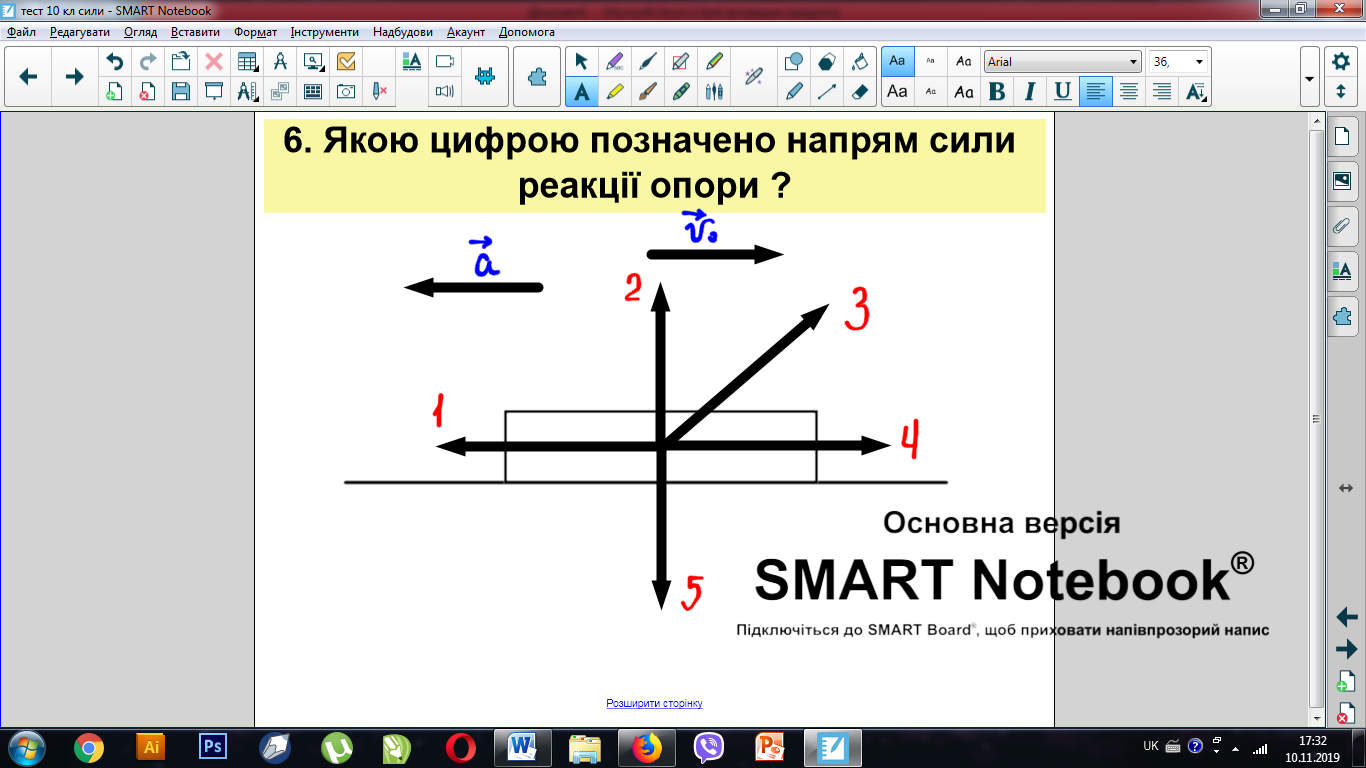 тест 10 кл сили - SMART Notebook
Файл Редагувати Огляд Вставити Формат Інструменти Надбудови Акаунт Допомога
Arial
36,
6. Якою цифрою позначено напрям сили
реакції опори ?
a
v₀
2
3
1
4
5
Основна версія
SMART Notebook®
Підключіться до SMART Board®, щоб приховати напівпрозорий напис
Розширити сторінку
UK
17:32
10.11.2019